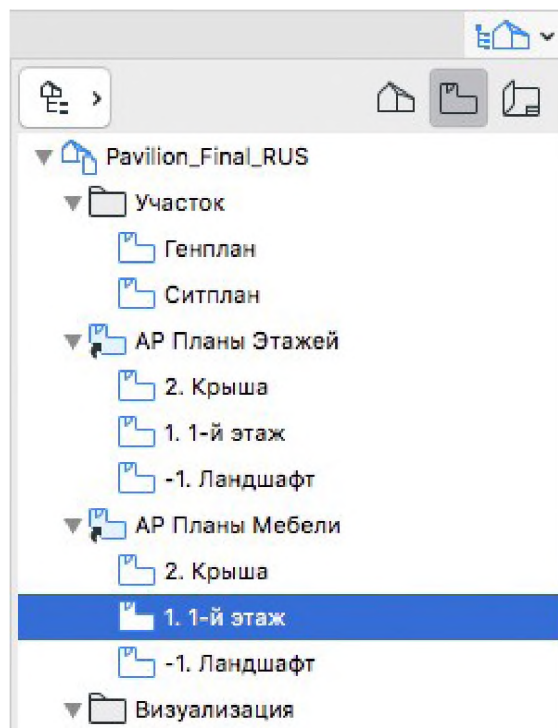 Pavilion_Final_RUS
Участок
Генплан
Ситплан
АР Планы Этажей
2. Крыша
1. 1-й этаж
-1. Ландшафт
АР Планы Мебели
2. Крыша
1. 1-й этаж
-1. Ландшафт
Визуализация